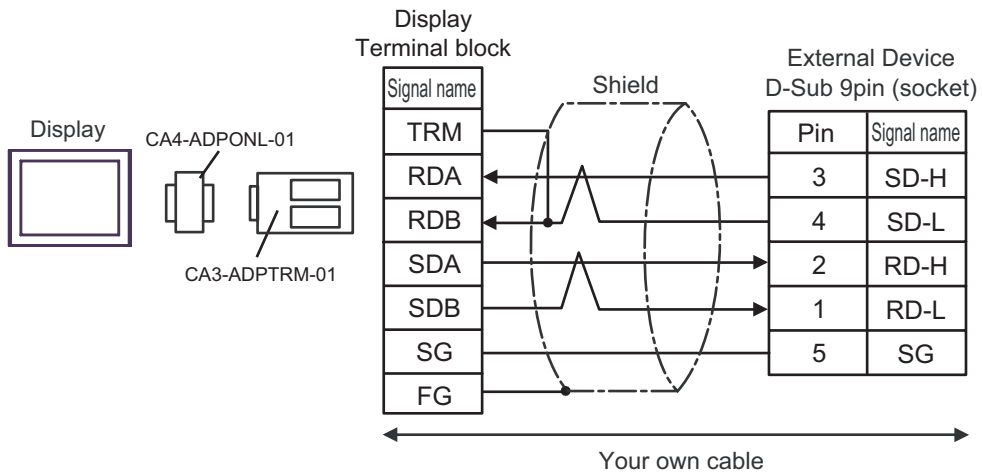 Display
Terminal block
External Device
D-Sub 9pin (socket)
Shield
Display
CA4-ADPONL-01
CA3-ADPTRM-01
Signal name
TRM
RDA
RDB
SDA
SDB
SG
FG
Pin Signal name
3 SD-H
4 SD-L
2 RD-H
1 RD-L
5 SG
Your own cable